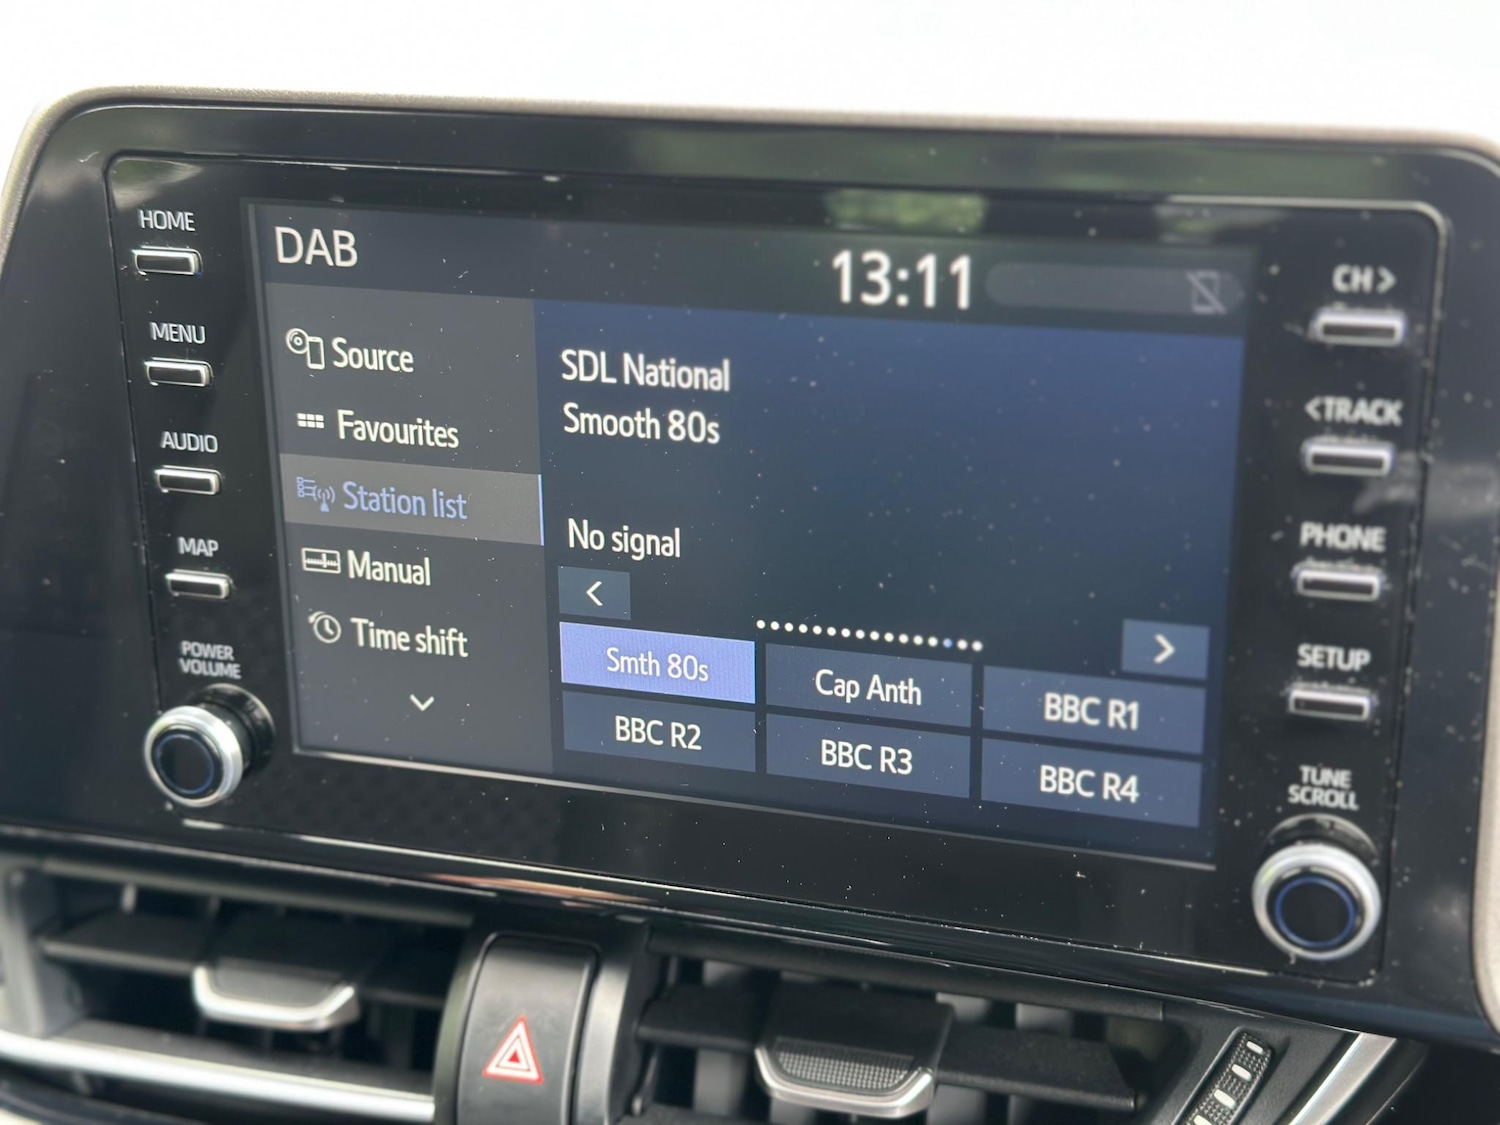 HOME
MENU
AUDIO
MAP
POWER
VOLUME
DAB
13:11
Source
Favourites
Station list
Manual
Time shift
SDL National
Smooth 80s
No signal
<
>
Smth 80s
Cap Anth
BBC R1
BBC R2
BBC R3
BBC R4
CH >
< TRACK
PHONE
SETUP
TUNE
SCROLL